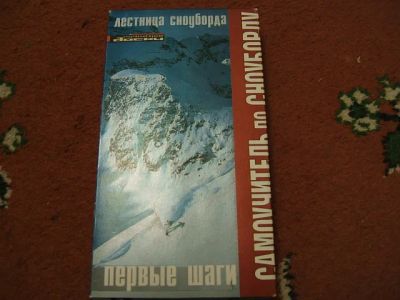 лестница сноуборда
первые шаги
САМОУЧИТЕЛЬ по СНОУБОРДУ